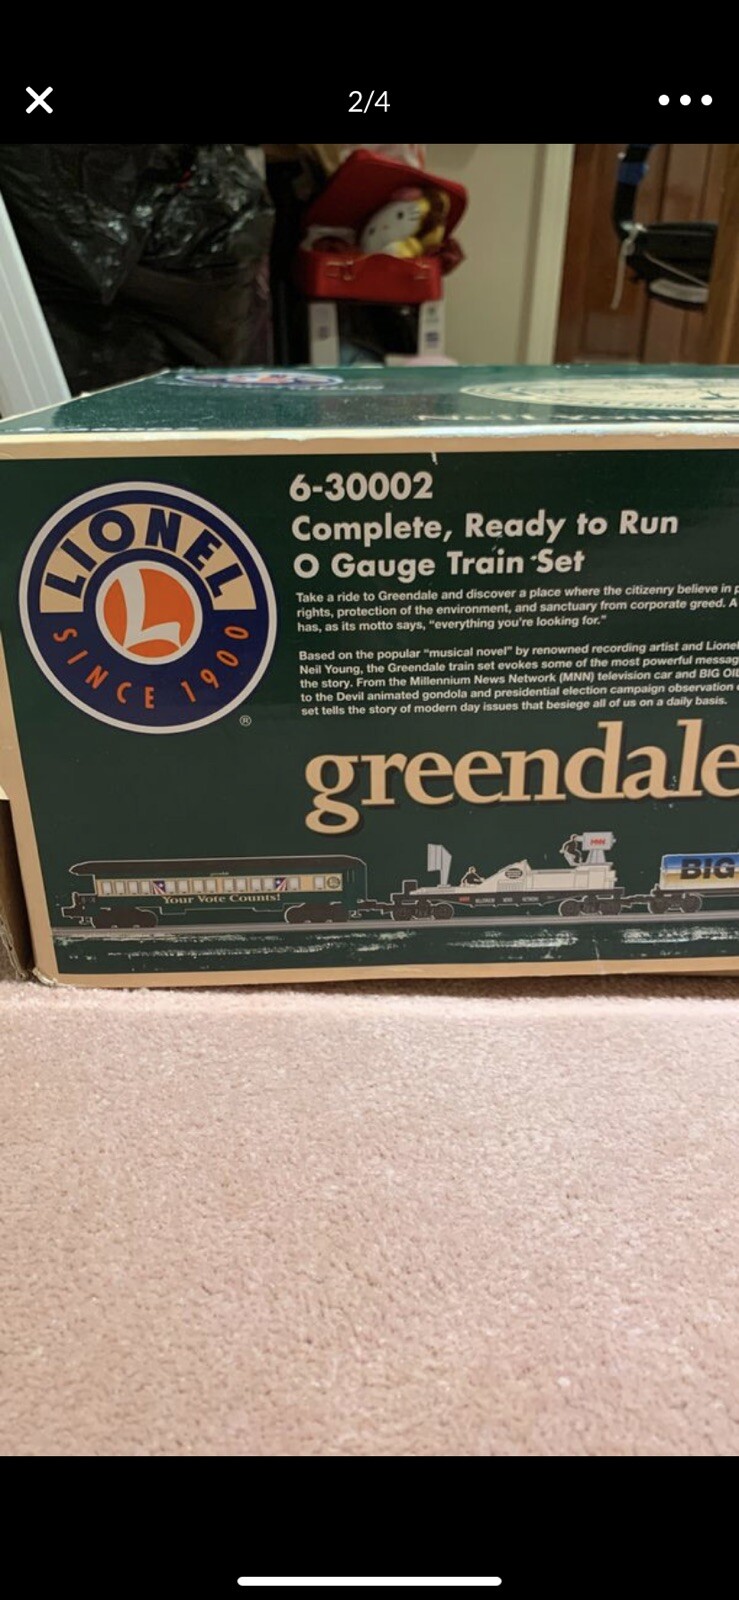 2/4
LIONEL
SINCE 1900
®
L
6-30002
Complete, Ready to Run
O Gauge Train Set
Take a ride to Greendale and discover a place where the citizenry believe in
rights, protection of the environment, and sanctuary from corporate greed. A
has, as its motto says, "everything you're looking for."
Based on the popular "musical novel" by renowned recording artist and Lionel
Neil Young, the Greendale train set evokes some of the most powerful
the story. From the Millennium News Network (MNN) television car and BIG OIL
to the Devil animated gondola and presidential election campaign observation
set tells the story of modern day issues that besiege all of us on a daily basis.
greendale
Your Vote Counts!
MNN
BIG